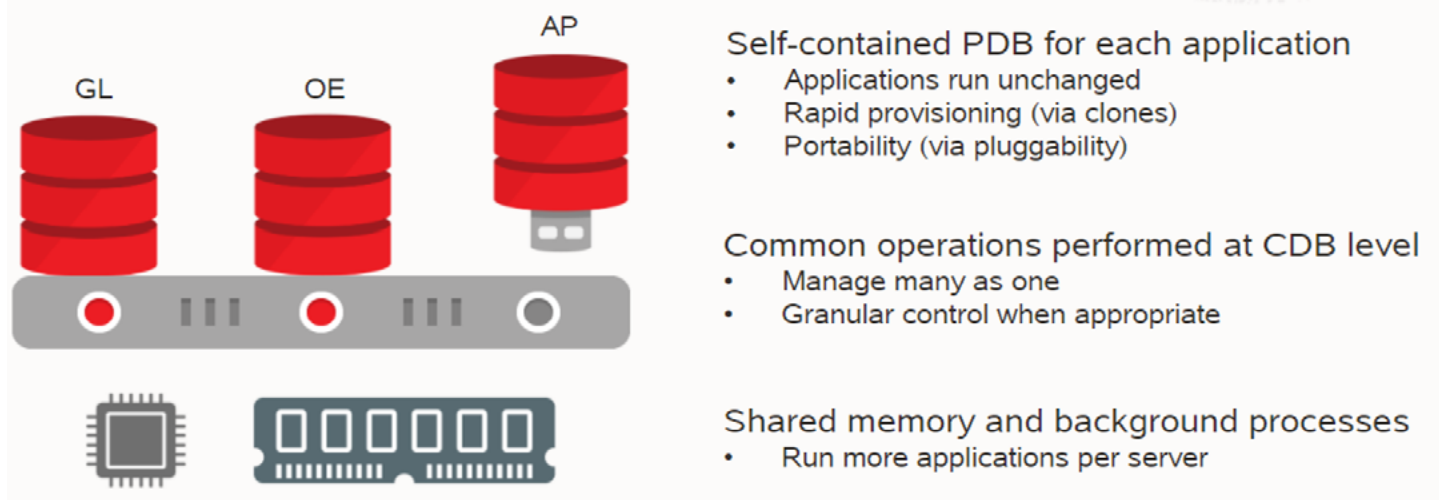 AP
GL
OE
Self-contained PDB for each application
• Applications run unchanged
• Rapid provisioning (via clones)
• Portability (via pluggability)
Common operations performed at CDB level
• Manage many as one
• Granular control when appropriate
Shared memory and background processes
• Run more applications per server